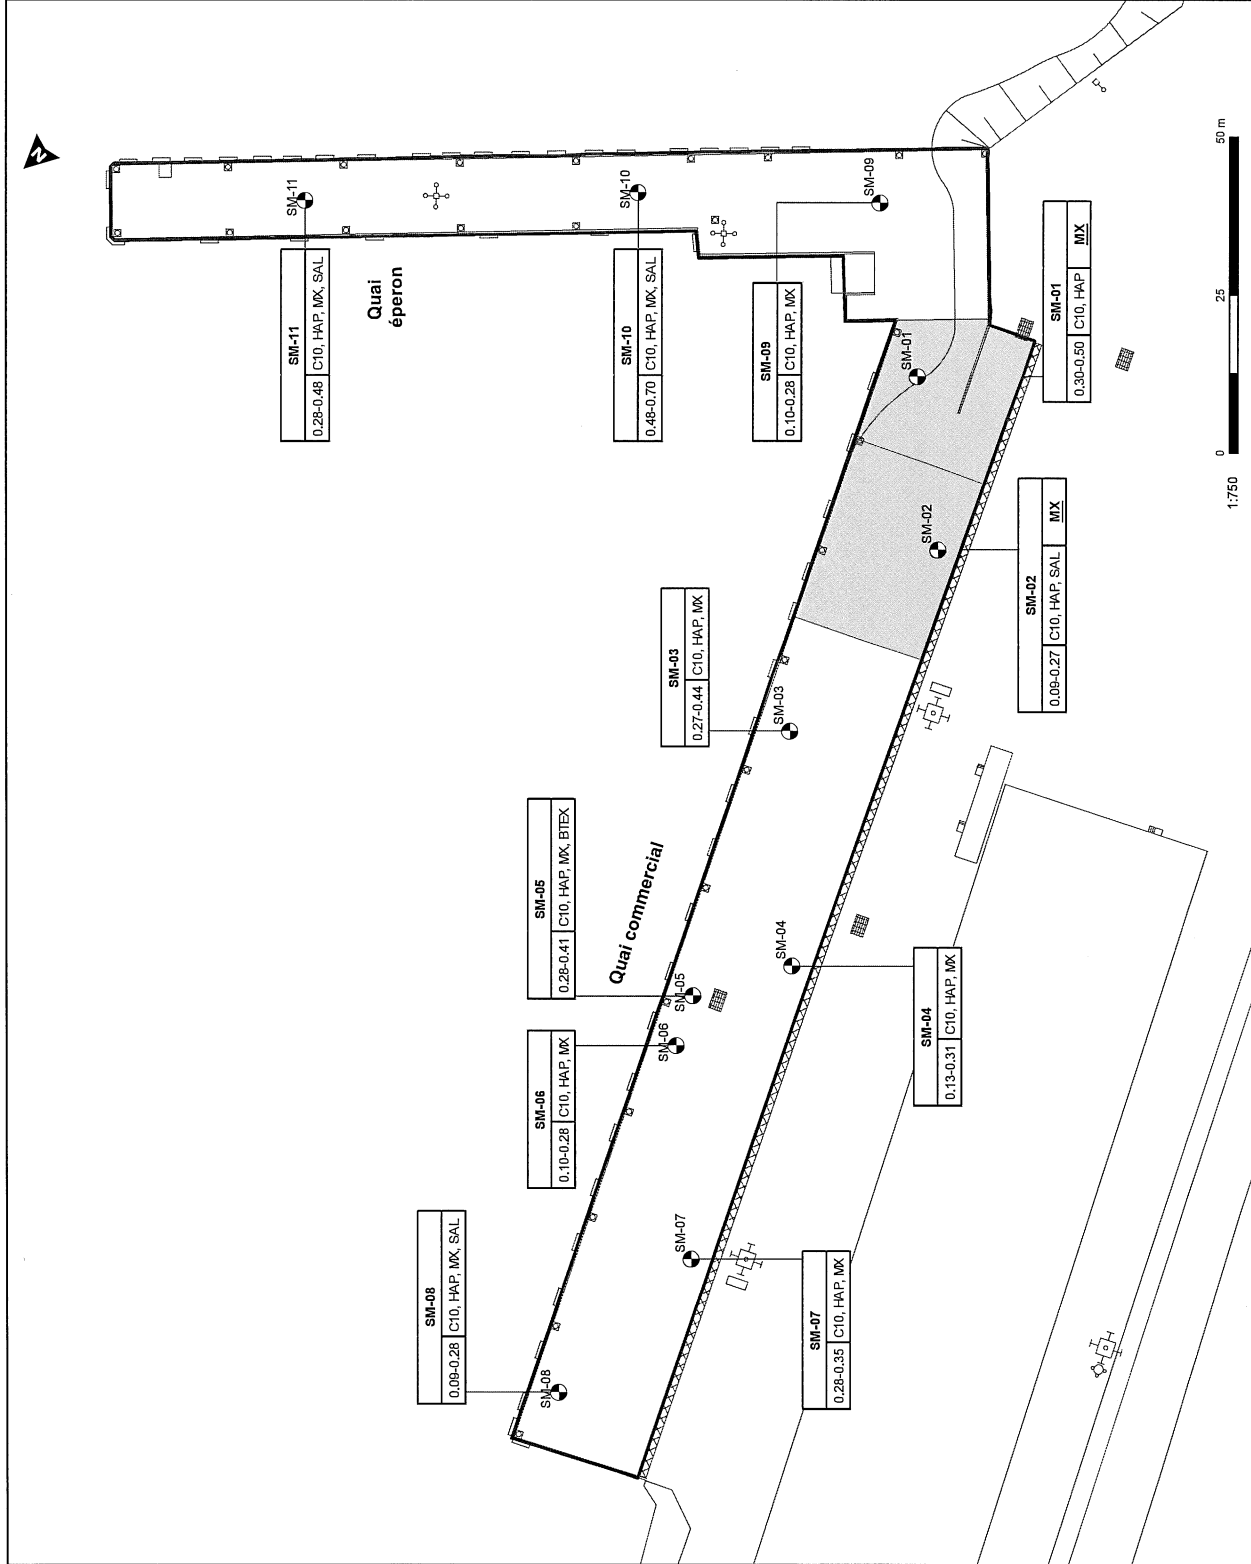 N
SM-11
SM-11
0.28-0.48 C10, HAP, MX, SAL
Quai
éperon
SM-10
SM-10
0.48-0.70 C10, HAP, MX, SAL
SM-09
SM-09
0.10-0.28 C10, HAP, MX
SM-01
SM-01
0.30-0.50 C10, HAP MX
SM-02
SM-02
0.09-0.27 C10, HAP, SAL MX
SM-03
0.27-0.44 C10, HAP, MX
SM-03
SM-05
0.28-0.41 C10, HAP, MX, BTEX
SM-05
Quai commercial
SM-04
SM-04
0.13-0.31 C10, HAP, MX
SM-06
0.10-0.28 C10, HAP, MX
SM-06
SM-07
SM-07
0.28-0.35 C10, HAP, MX
SM-08
0.09-0.28 C10, HAP, MX, SAL
SM-08
0 25 50 m
1:750